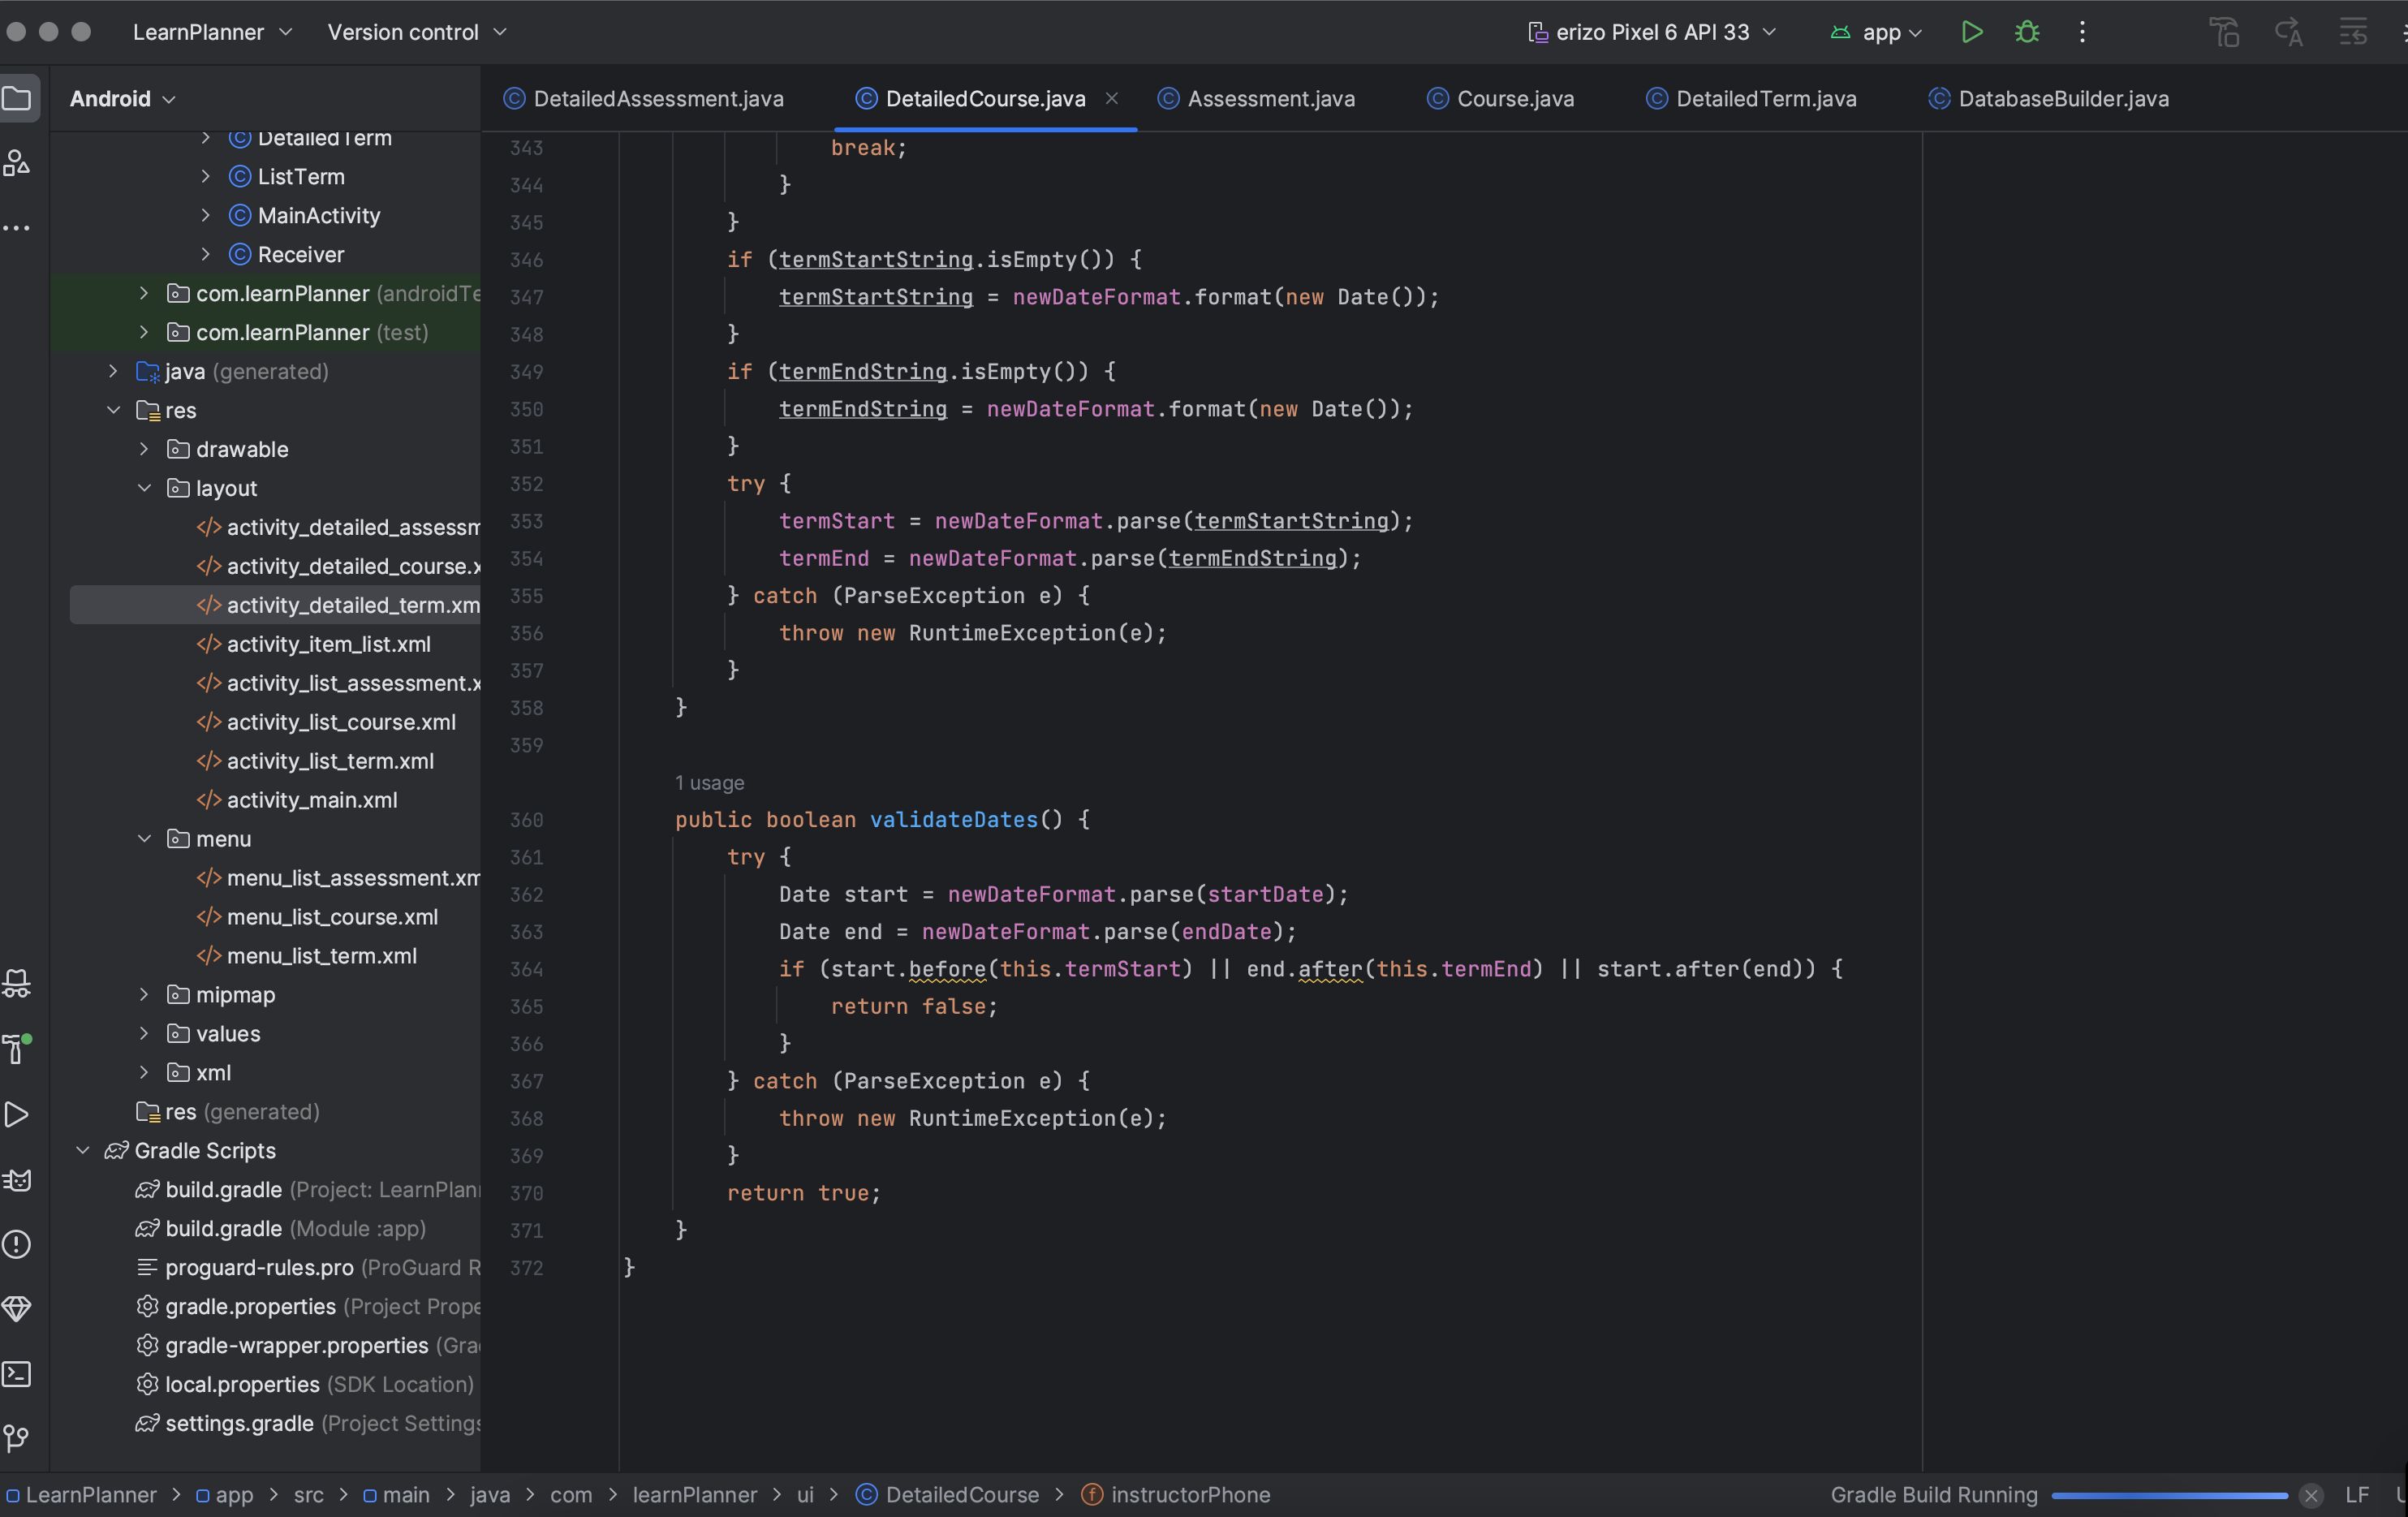 LearnPlanner
Version control
erizo Pixel 6 API 33
app
Android
DetailedAssessment.java
DetailedCourse.java
Assessment.java
Course.java
DetailedTerm.java
DatabaseBuilder.java
DetailedTerm
ListTerm
MainActivity
Receiver
com.learnPlanner (androidTe
com.learnPlanner (test)
java (generated)
res
drawable
layout
activity_detailed_assessm
activity_detailed_course.x
activity_detailed_term.xm
activity_item_list.xml
activity_list_assessment.x
activity_list_course.xml
activity_list_term.xml
activity_main.xml
menu
menu_list_assessment.xm
menu_list_course.xml
menu_list_term.xml
mipmap
values
xml
res (generated)
Gradle Scripts
build.gradle (Project: LearnPlan
build.gradle (Module :app)
proguard-rules.pro (ProGuard R
gradle.properties (Project Prope
gradle-wrapper.properties (Gra
local.properties (SDK Location)
settings.gradle (Project Settings
343 break;
344 }
345 }
346 if (termStartString.isEmpty()) {
347 termStartString = newDateFormat.format(new Date());
348 }
349 if (termEndString.isEmpty()) {
350 termEndString = newDateFormat.format(new Date());
351 }
352 try {
353 termStart = newDateFormat.parse(termStartString);
354 termEnd = newDateFormat.parse(termEndString);
355 } catch (ParseException e) {
356 throw new RuntimeException(e);
357 }
358 }
359
1 usage
360 public boolean validateDates() {
361 try {
362 Date start = newDateFormat.parse(startDate);
363 Date end = newDateFormat.parse(endDate);
364 if (start.before(this.termStart) || end.after(this.termEnd) || start.after(end)) {
365 return false;
366 }
367 } catch (ParseException e) {
368 throw new RuntimeException(e);
369 }
370 return true;
371 }
372 }
LearnPlanner > app > src > main > java > com > learnPlanner > ui > DetailedCourse > instructorPhone
Gradle Build Running
LF